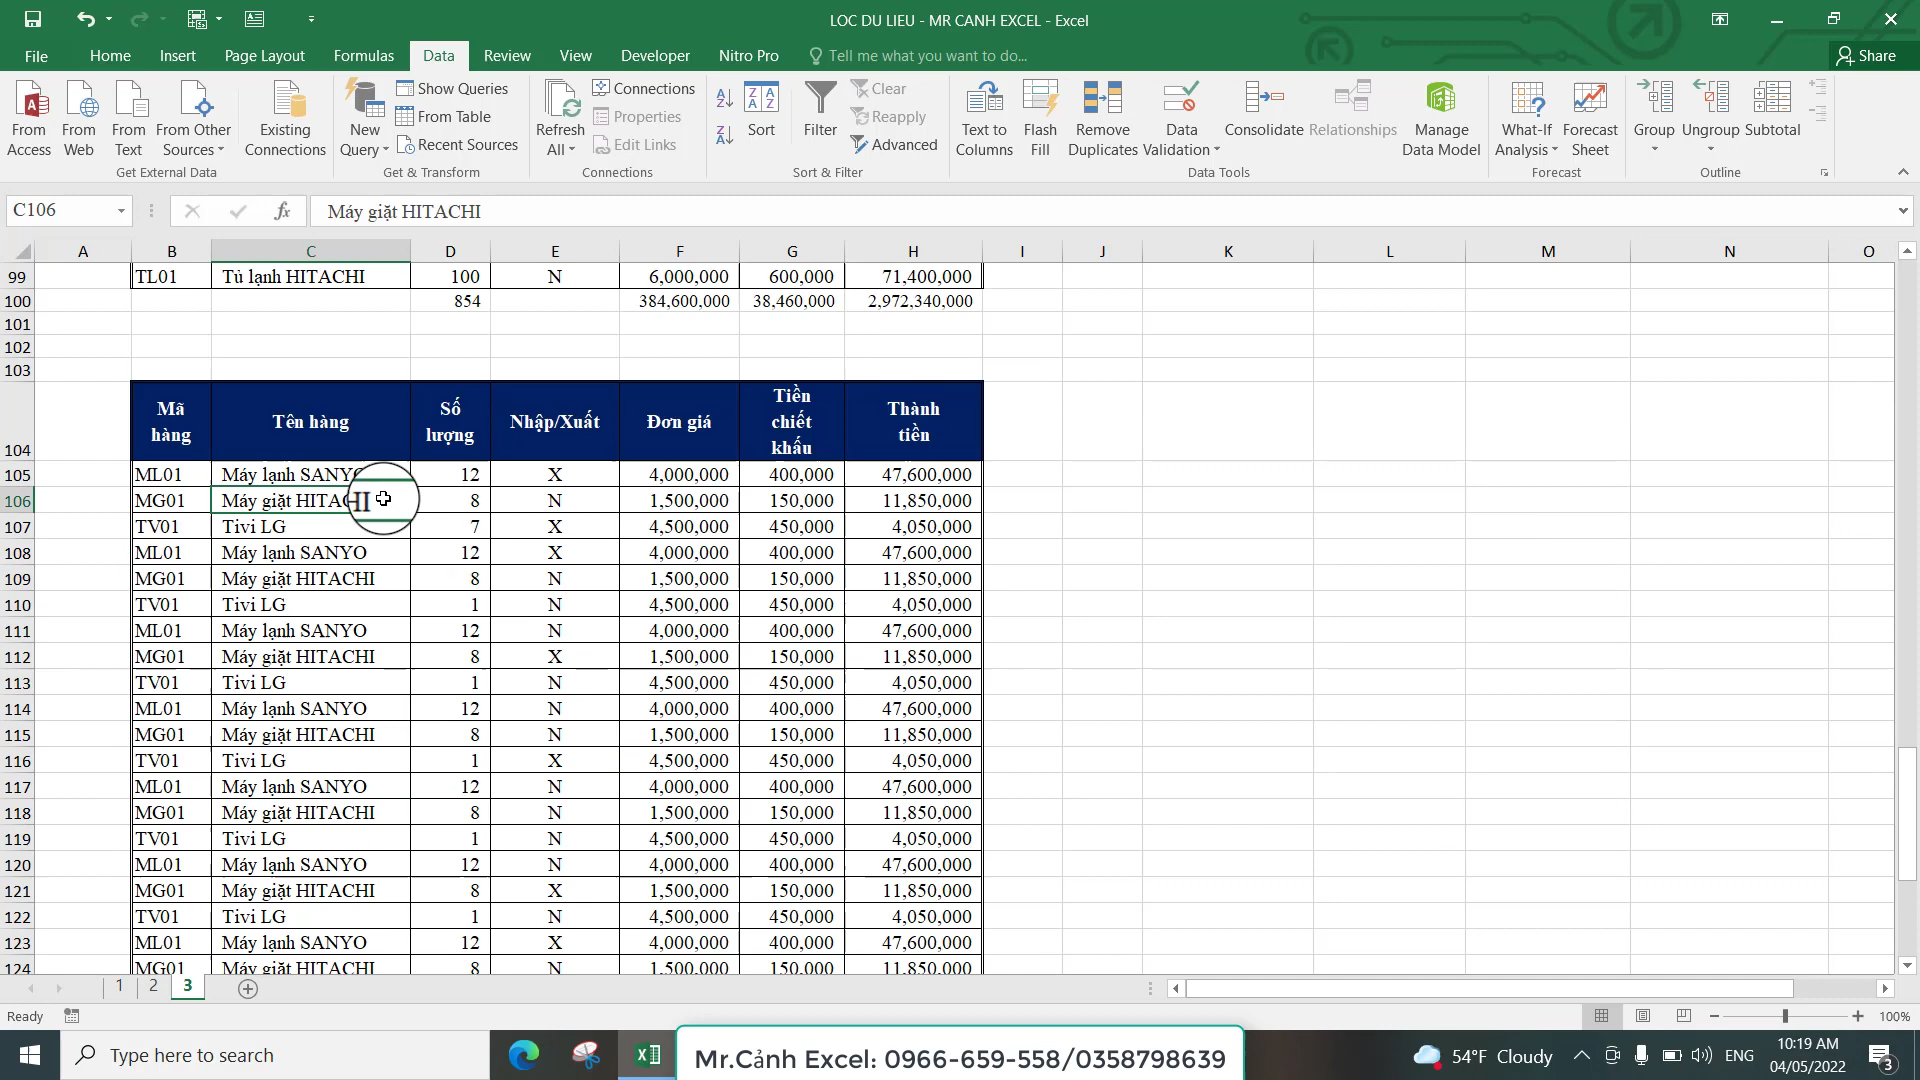 LOC DU LIEU - MR CANH EXCEL - Excel
File Home Insert Page Layout Formulas Data Review View Developer Nitro Pro Tell me what you want to do... Share
From Access
From Web
From Text
From Other Sources
Existing Connections
Get External Data
New Query
Show Queries
From Table
Recent Sources
Get & Transform
Refresh All
Connections
Properties
Edit Links
Connections
Sort
Filter
Clear
Reapply
Advanced
Sort & Filter
Text to Columns
Flash Fill
Remove Duplicates
Data Validation
Consolidate
Relationships
Manage Data Model
Data Tools
What-If Analysis
Forecast Sheet
Forecast
Group
Ungroup
Subtotal
Outline
C106 fx Máy giặt HITACHI
A B C D E F G H I J K L M N O
99 TL01 Tủ lạnh HITACHI 100 N 6,000,000 600,000 71,400,000
100 854 384,600,000 38,460,000 2,972,340,000
101
102
103
104 Mã hàng Tên hàng Số lượng Nhập/Xuất Đơn giá Tiền chiết khấu Thành tiền
105 ML01 Máy lạnh SANYO 12 X 4,000,000 400,000 47,600,000
106 MG01 Máy giặt HITACHI 8 N 1,500,000 150,000 11,850,000
107 TV01 Tivi LG 7 X 4,500,000 450,000 4,050,000
108 ML01 Máy lạnh SANYO 12 X 4,000,000 400,000 47,600,000
109 MG01 Máy giặt HITACHI 8 N 1,500,000 150,000 11,850,000
110 TV01 Tivi LG 1 N 4,500,000 450,000 4,050,000
111 ML01 Máy lạnh SANYO 12 N 4,000,000 400,000 47,600,000
112 MG01 Máy giặt HITACHI 8 X 1,500,000 150,000 11,850,000
113 TV01 Tivi LG 1 N 4,500,000 450,000 4,050,000
114 ML01 Máy lạnh SANYO 12 N 4,000,000 400,000 47,600,000
115 MG01 Máy giặt HITACHI 8 N 1,500,000 150,000 11,850,000
116 TV01 Tivi LG 1 X 4,500,000 450,000 4,050,000
117 ML01 Máy lạnh SANYO 12 N 4,000,000 400,000 47,600,000
118 MG01 Máy giặt HITACHI 8 N 1,500,000 150,000 11,850,000
119 TV01 Tivi LG 1 N 4,500,000 450,000 4,050,000
120 ML01 Máy lạnh SANYO 12 N 4,000,000 400,000 47,600,000
121 MG01 Máy giặt HITACHI 8 X 1,500,000 150,000 11,850,000
122 TV01 Tivi LG 1 N 4,500,000 450,000 4,050,000
123 ML01 Máy lạnh SANYO 12 X 4,000,000 400,000 47,600,000
124 MG01 Máy giặt HITACHI 8 N 1,500,000 150,000 11,850,000
1 2 3
Ready 100%
Type here to search
Mr.Cảnh Excel: 0966-659-558/0358798639
54°F Cloudy ENG 10:19 AM
04/05/2022
3